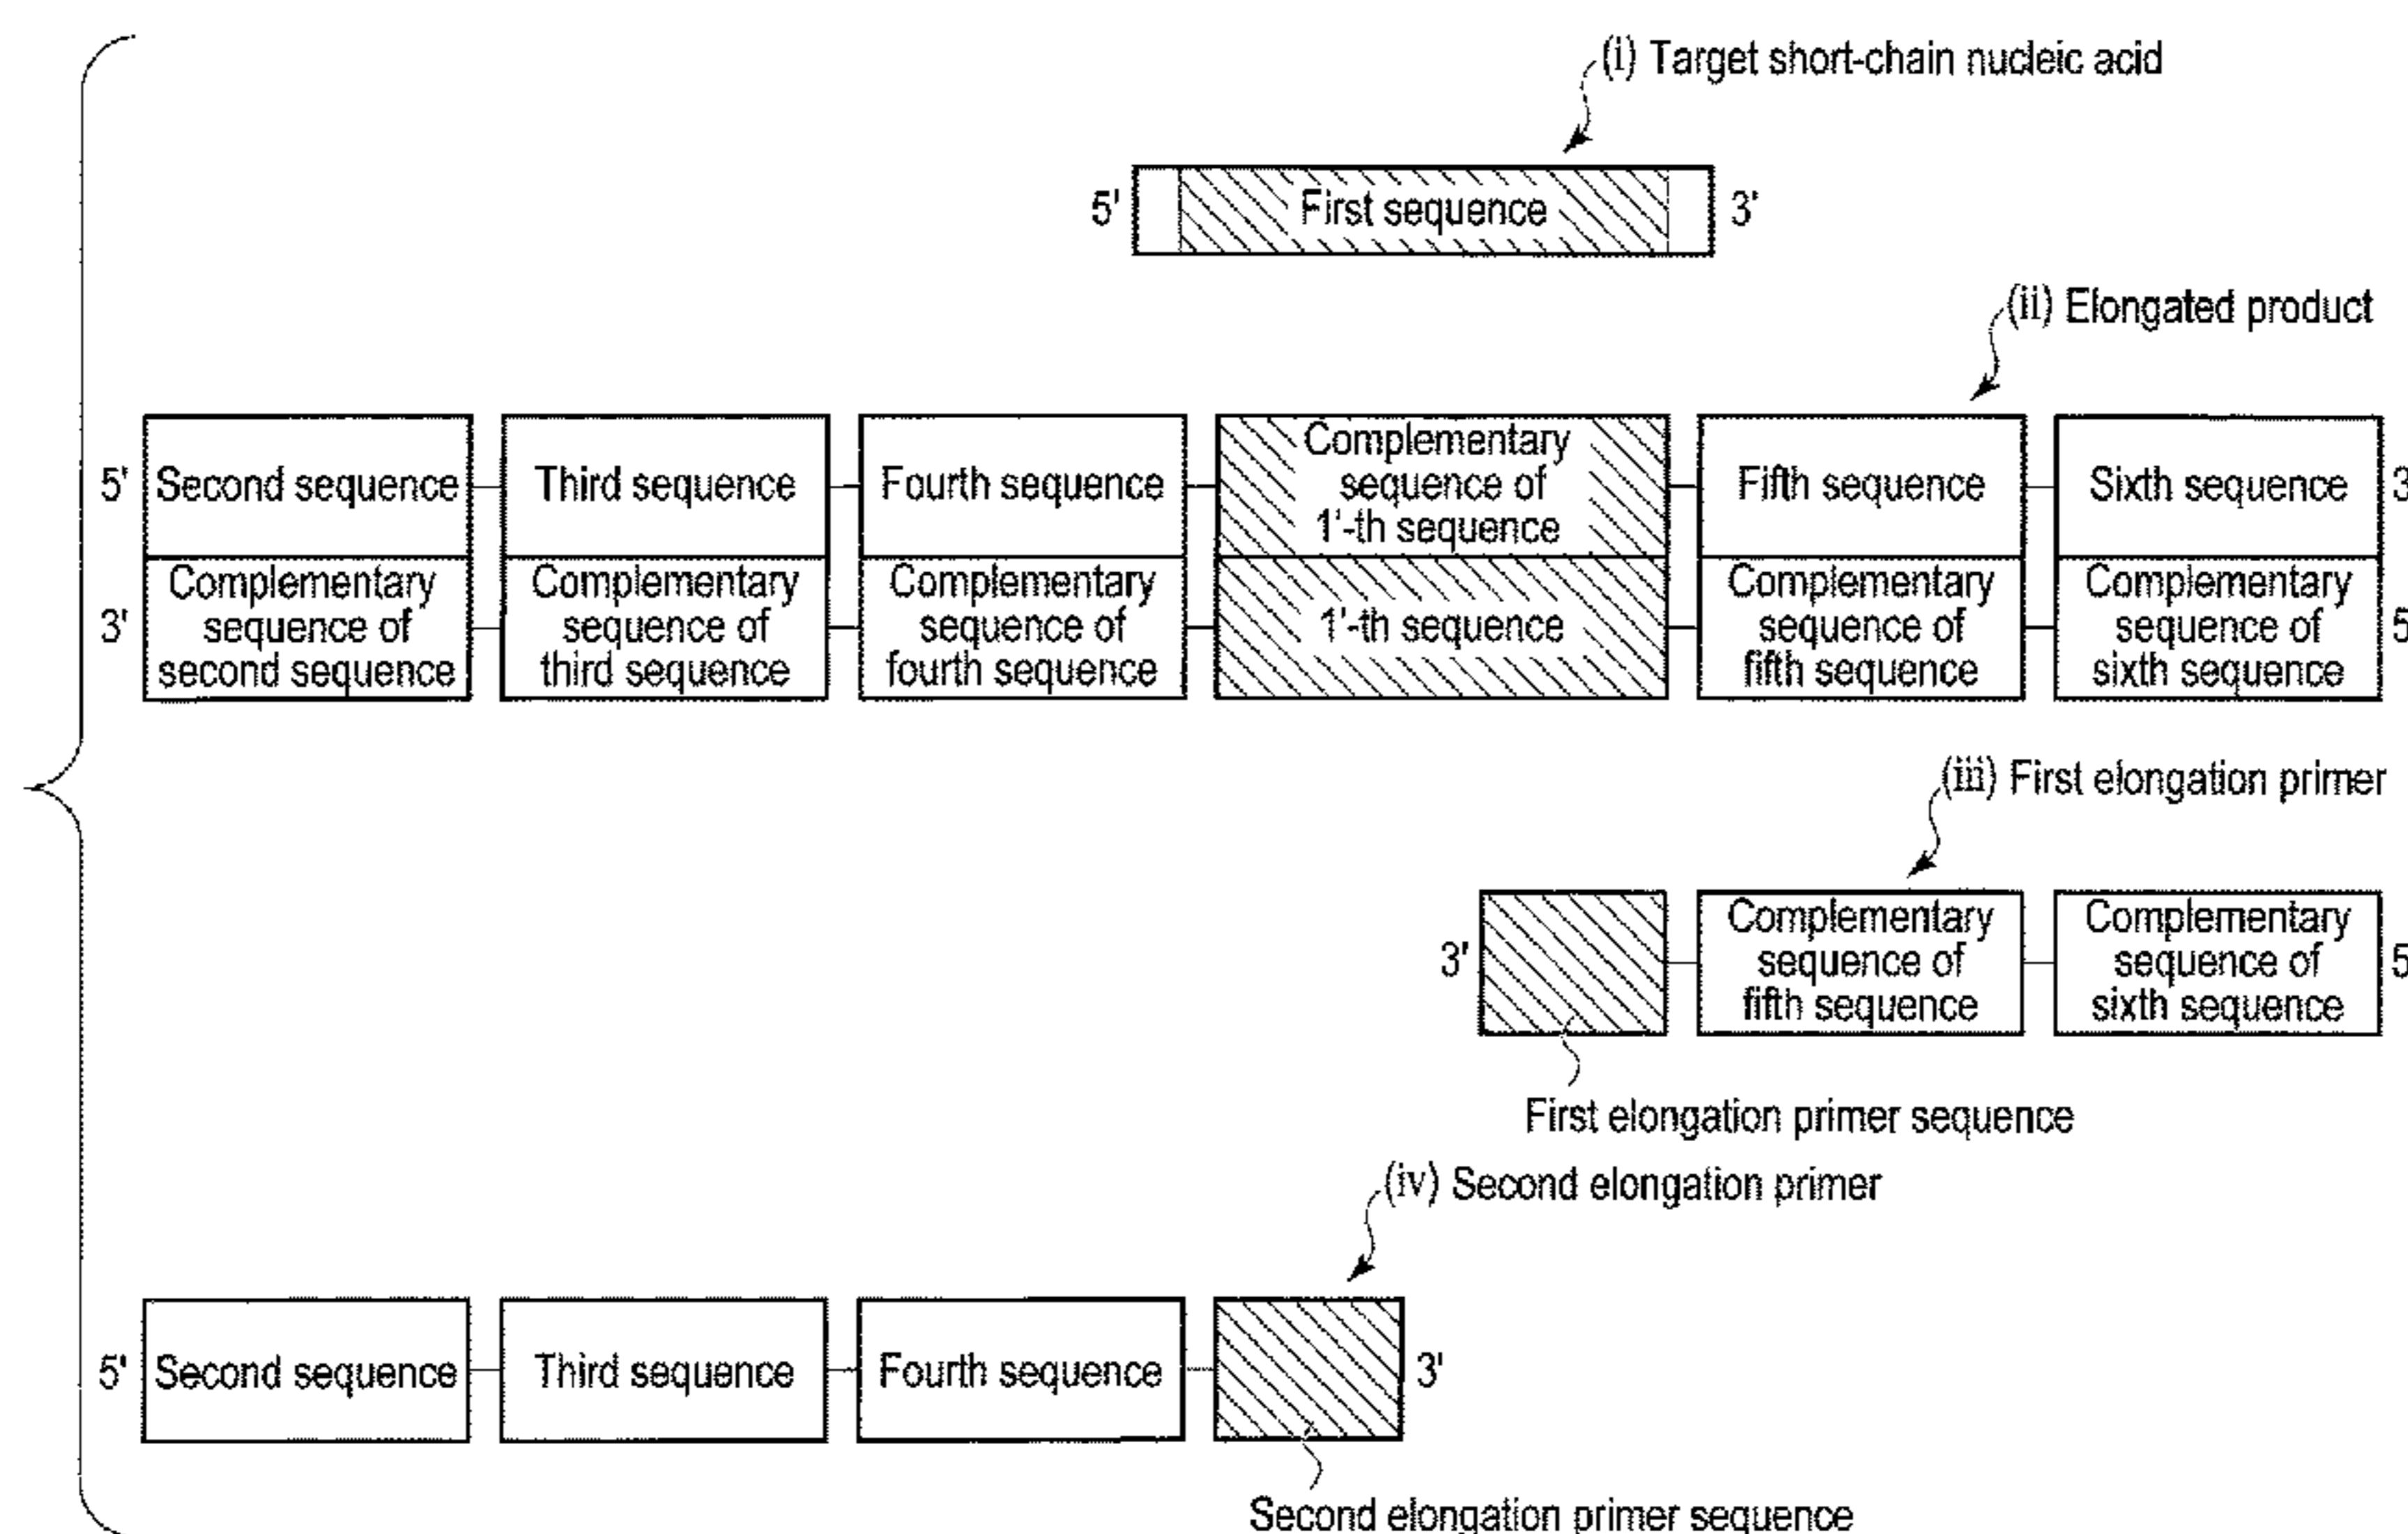 (i) Target short-chain nucleic acid
5' First sequence 3'
(ii) Elongated product
5' Second sequence Third sequence Fourth sequence Complementary sequence of 1'-th sequence Fifth sequence Sixth sequence 3
3' Complementary sequence of second sequence Complementary sequence of third sequence Complementary sequence of fourth sequence 1'-th sequence Complementary sequence of fifth sequence Complementary sequence of sixth sequence 5
(iii) First elongation primer
3' Complementary sequence of fifth sequence Complementary sequence of sixth sequence 5
First elongation primer sequence
(iv) Second elongation primer
5' Second sequence Third sequence Fourth sequence 3'
Second elongation primer sequence